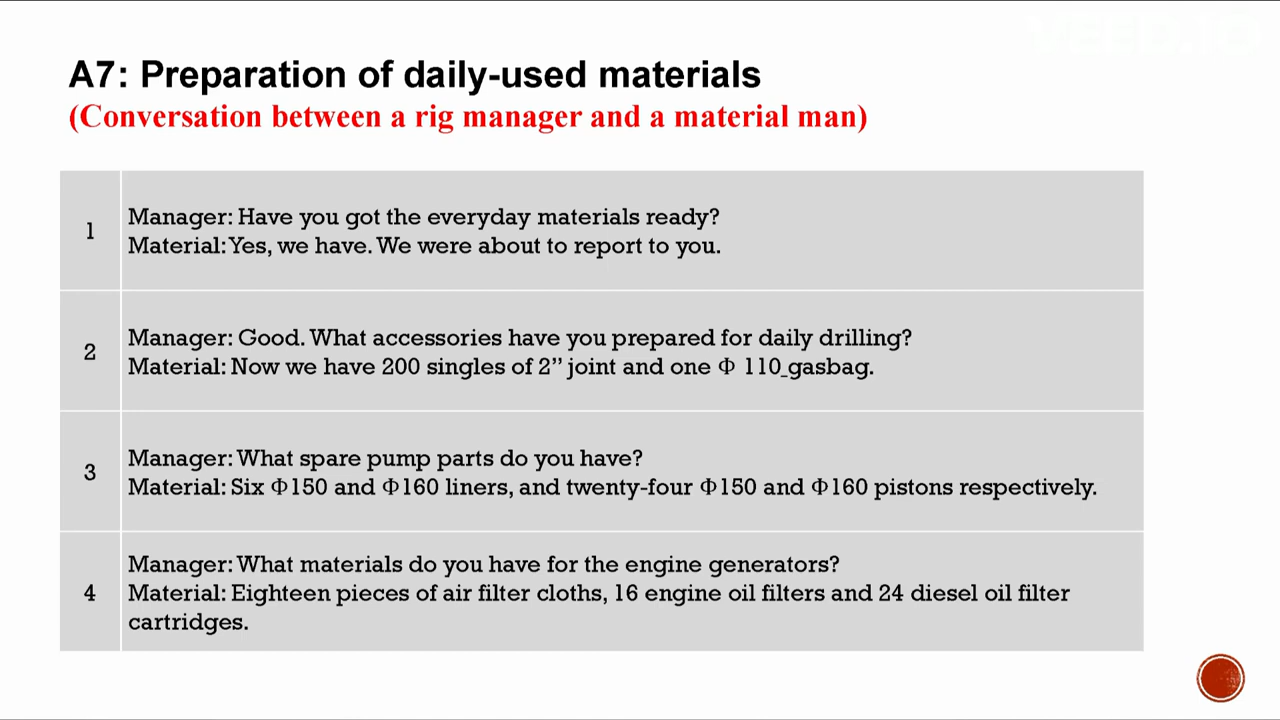 VEED.IO
A7: Preparation of daily-used materials
(Conversation between a rig manager and a material man)
1
Manager: Have you got the everyday materials ready?
Material: Yes, we have. We were about to report to you.
2
Manager: Good. What accessories have you prepared for daily drilling?
Material: Now we have 200 singles of 2” joint and one Φ 110_gasbag.
3
Manager: What spare pump parts do you have?
Material: Six Φ150 and Φ160 liners, and twenty-four Φ150 and Φ160 pistons respectively.
4
Manager: What materials do you have for the engine generators?
Material: Eighteen pieces of air filter cloths, 16 engine oil filters and 24 diesel oil filter
cartridges.